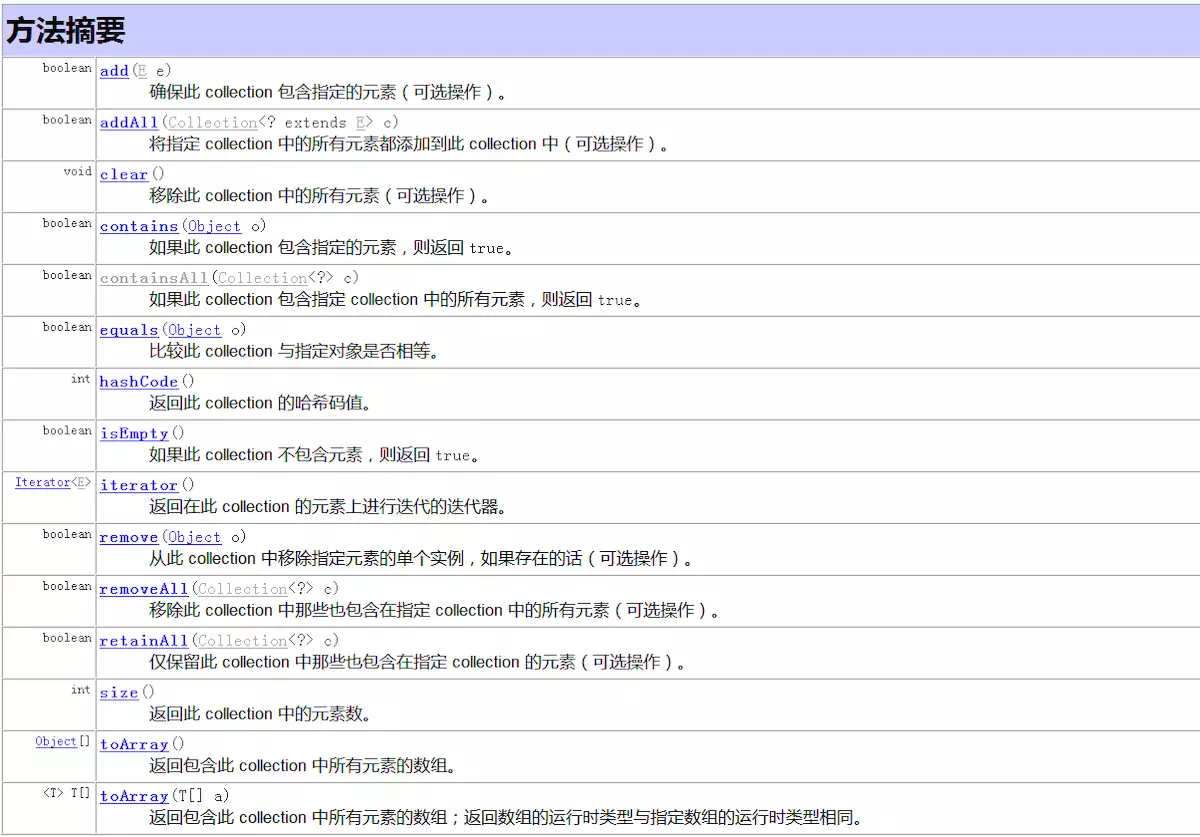 方法摘要
boolean add(E e)
确保此 collection 包含指定的元素（可选操作）。
boolean addAll(Collection<? extends E> c)
将指定 collection 中的所有元素都添加到此 collection 中（可选操作）。
void clear()
移除此 collection 中的所有元素（可选操作）。
boolean contains(Object o)
如果此 collection 包含指定的元素，则返回 true。
boolean containsAll(Collection<?> c)
如果此 collection 包含指定 collection 中的所有元素，则返回 true。
boolean equals(Object o)
比较此 collection 与指定对象是否相等。
int hashCode()
返回此 collection 的哈希码值。
boolean isEmpty()
如果此 collection 不包含元素，则返回 true。
Iterator<E> iterator()
返回在此 collection 的元素上进行迭代的迭代器。
boolean remove(Object o)
从此 collection 中移除指定元素的单个实例，如果存在的话（可选操作）。
boolean removeAll(Collection<?> c)
移除此 collection 中那些也包含在指定 collection 中的所有元素（可选操作）。
boolean retainAll(Collection<?> c)
仅保留此 collection 中那些也包含在指定 collection 的元素（可选操作）。
int size()
返回此 collection 中的元素数。
Object[] toArray()
返回包含此 collection 中所有元素的数组。
<T> T[] toArray(T[] a)
返回包含此 collection 中所有元素的数组；返回数组的运行时类型与指定数组的运行时类型相同。